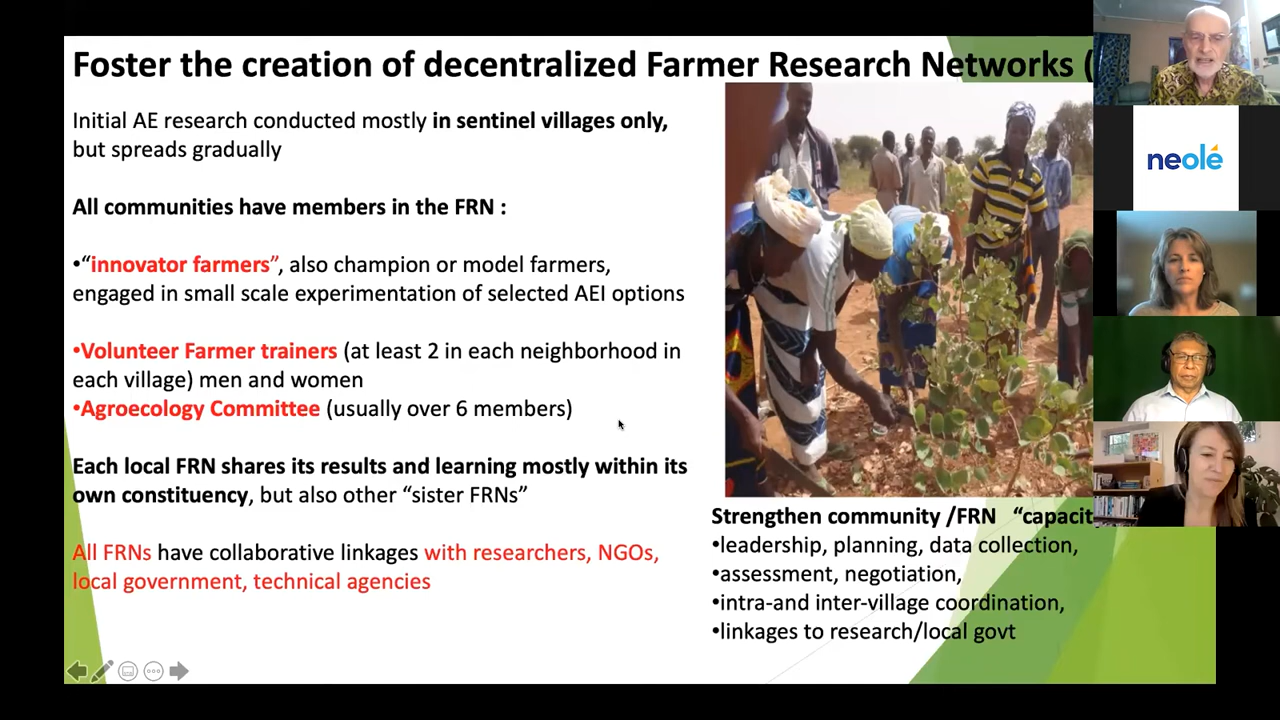 Foster the creation of decentralized Farmer Research Networks (
Initial AE research conducted mostly in sentinel villages only,
but spreads gradually
All communities have members in the FRN :
•“innovator farmers”, also champion or model farmers,
engaged in small scale experimentation of selected AEI options
•Volunteer Farmer trainers (at least 2 in each neighborhood in
each village) men and women
•Agroecology Committee (usually over 6 members)
Each local FRN shares its results and learning mostly within its
own constituency, but also other “sister FRNs”
All FRNs have collaborative linkages with researchers, NGOs,
local government, technical agencies
Strengthen community /FRN “capacit
•leadership, planning, data collection,
•assessment, negotiation,
•intra-and inter-village coordination,
•linkages to research/local govt
neolé